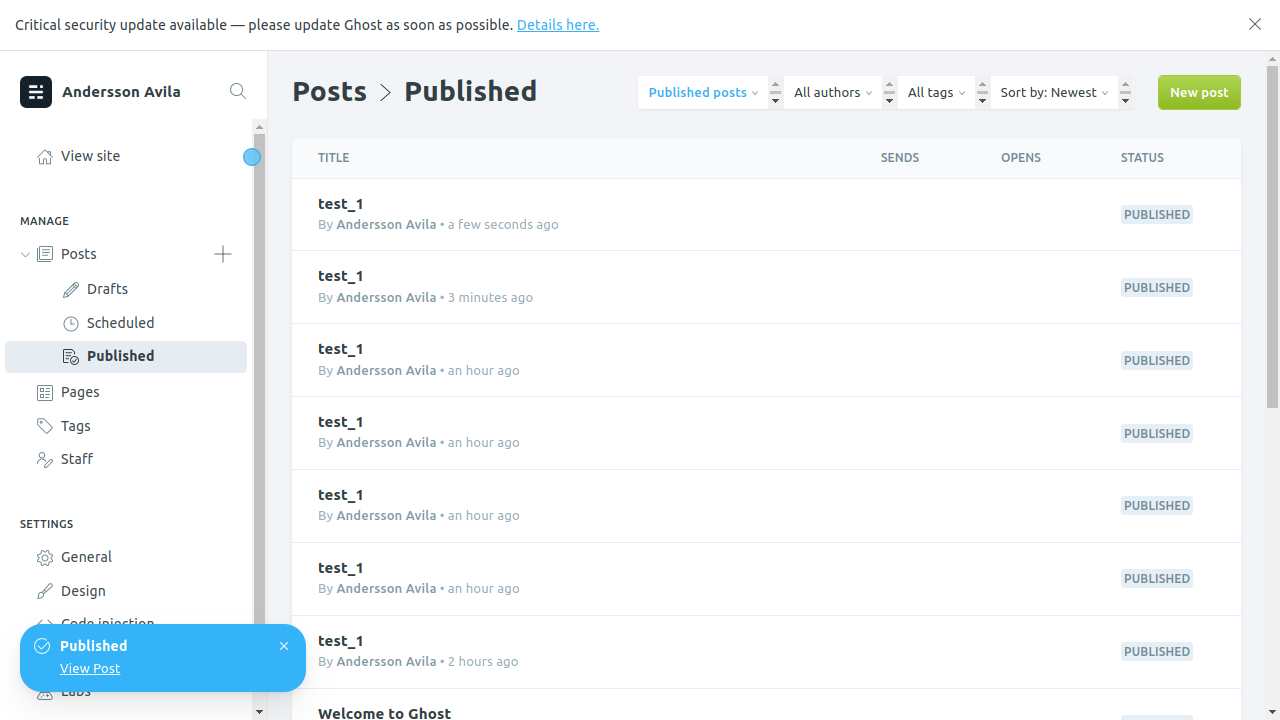 Critical security update available — please update Ghost as soon as possible. Details here.
Andersson Avila
View site
MANAGE
Posts
Drafts
Scheduled
Published
Pages
Tags
Staff
SETTINGS
General
Design
Code injection
Labs
Published
View Post
Posts > Published
Published posts
All authors
All tags
Sort by: Newest
New post
TITLE SENDS OPENS STATUS
test_1
By Andersson Avila • a few seconds ago
PUBLISHED
test_1
By Andersson Avila • 3 minutes ago
PUBLISHED
test_1
By Andersson Avila • an hour ago
PUBLISHED
test_1
By Andersson Avila • an hour ago
PUBLISHED
test_1
By Andersson Avila • an hour ago
PUBLISHED
test_1
By Andersson Avila • an hour ago
PUBLISHED
test_1
By Andersson Avila • 2 hours ago
PUBLISHED
Welcome to Ghost